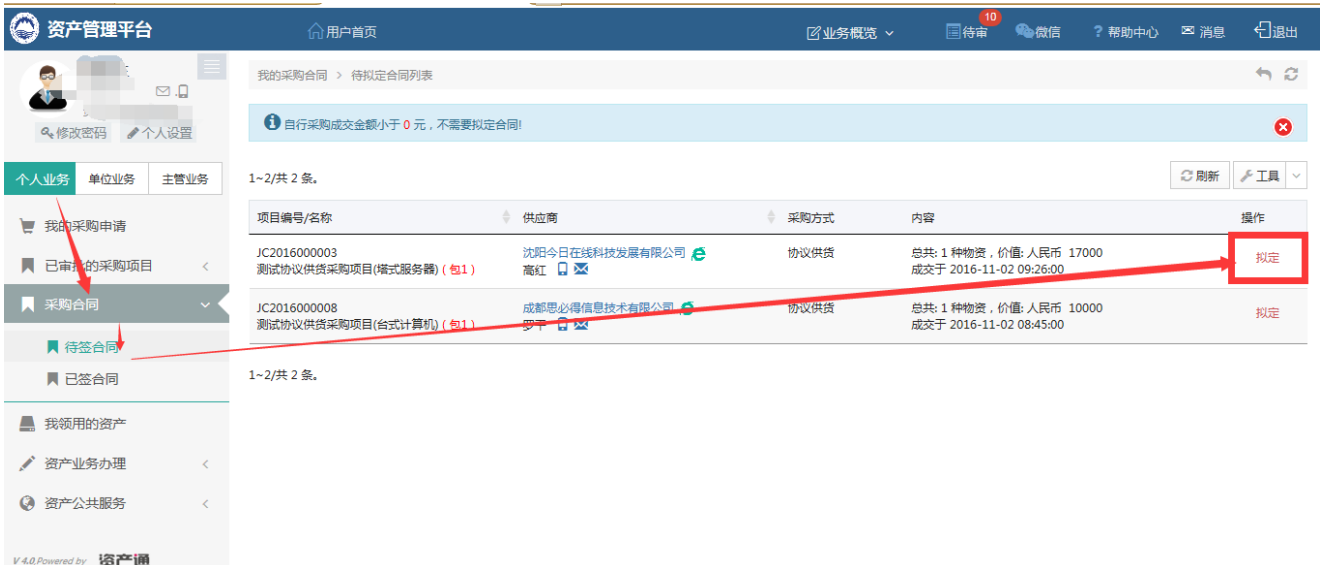 资产管理平台
用户首页
业务概览
10
待审
微信
? 帮助中心
消息
退出
修改密码
个人设置
个人业务
单位业务
主管业务
我的采购申请
已审批的采购项目
采购合同
待签合同
已签合同
我领用的资产
资产业务办理
资产公共服务
V 4.0,Powered by 资产通
我的采购合同 > 待拟定合同列表
自行采购成交金额小于 0 元，不需要拟定合同!
1~2/共 2 条。
刷新
工具
项目编号/名称 供应商 采购方式 内容 操作
JC2016000003 沈阳今日在线科技发展有限公司 协议供货 总共: 1 种物资，价值: 人民币 17000 拟定
测试协议供货采购项目(塔式服务器) ( 包1 ) 高红 成交于 2016-11-02 09:26:00
JC2016000008 成都思必得信息技术有限公司 协议供货 总共: 1 种物资，价值: 人民币 10000 拟定
测试协议供货采购项目(台式计算机) ( 包1 ) 成交于 2016-11-02 08:45:00
1~2/共 2 条。